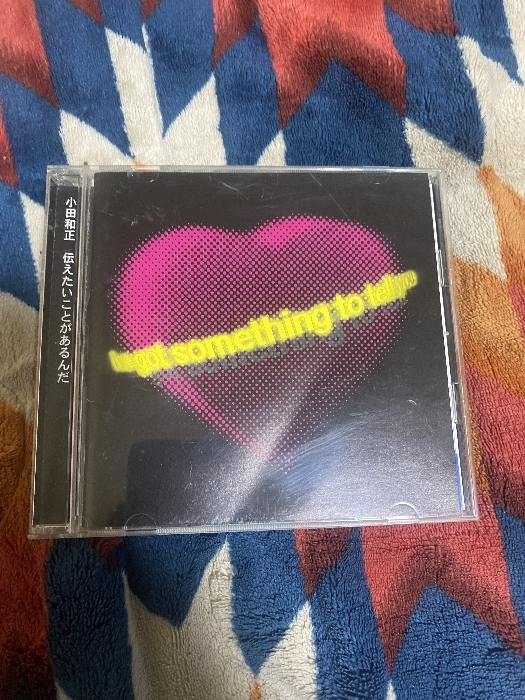 小田和正 伝えたいことがあるんだ
I've got something to tell you